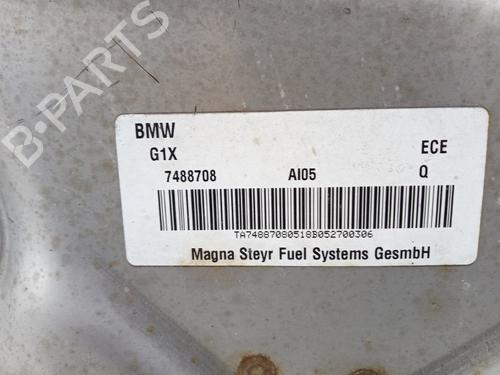 B-PARTS
BMW
G1X
ECE
7488708 AI05 Q
TA74887080518B052700306
Magna Steyr Fuel Systems GesmbH